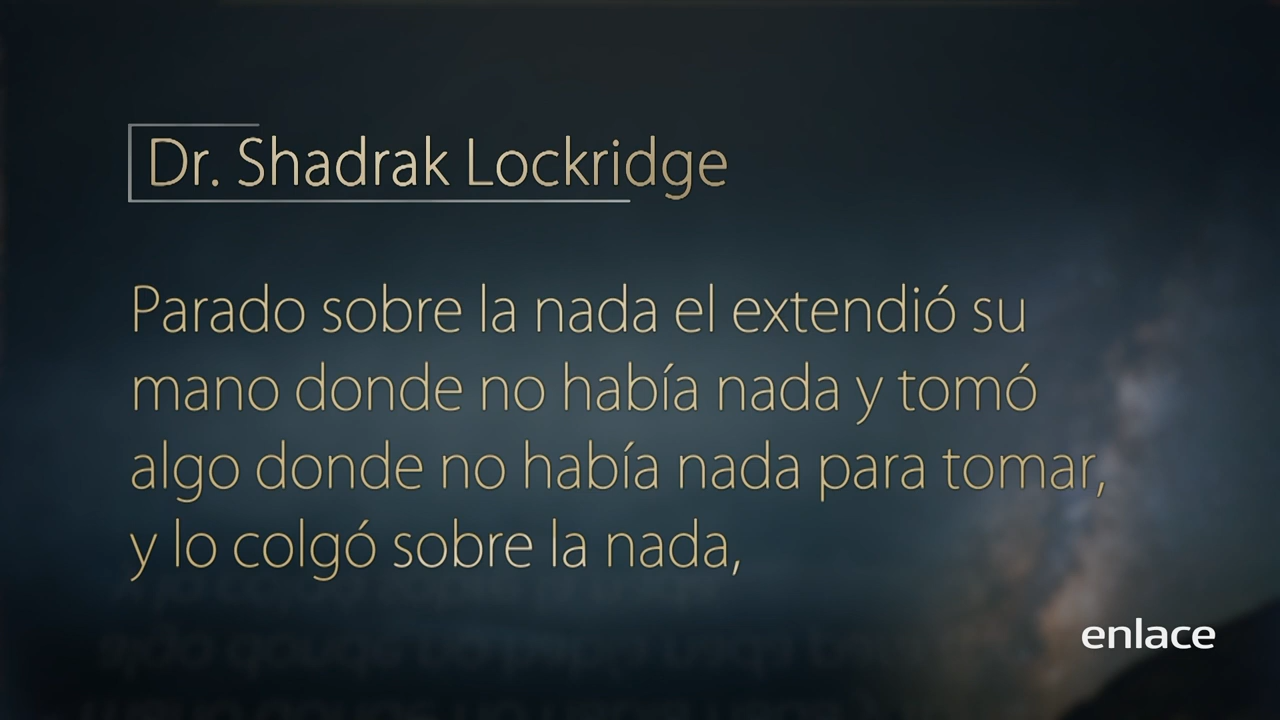 Dr. Shadrak Lockridge
Parado sobre la nada el extendió su
mano donde no había nada y tomó
algo donde no había nada para tomar,
y lo colgó sobre la nada,
enlace